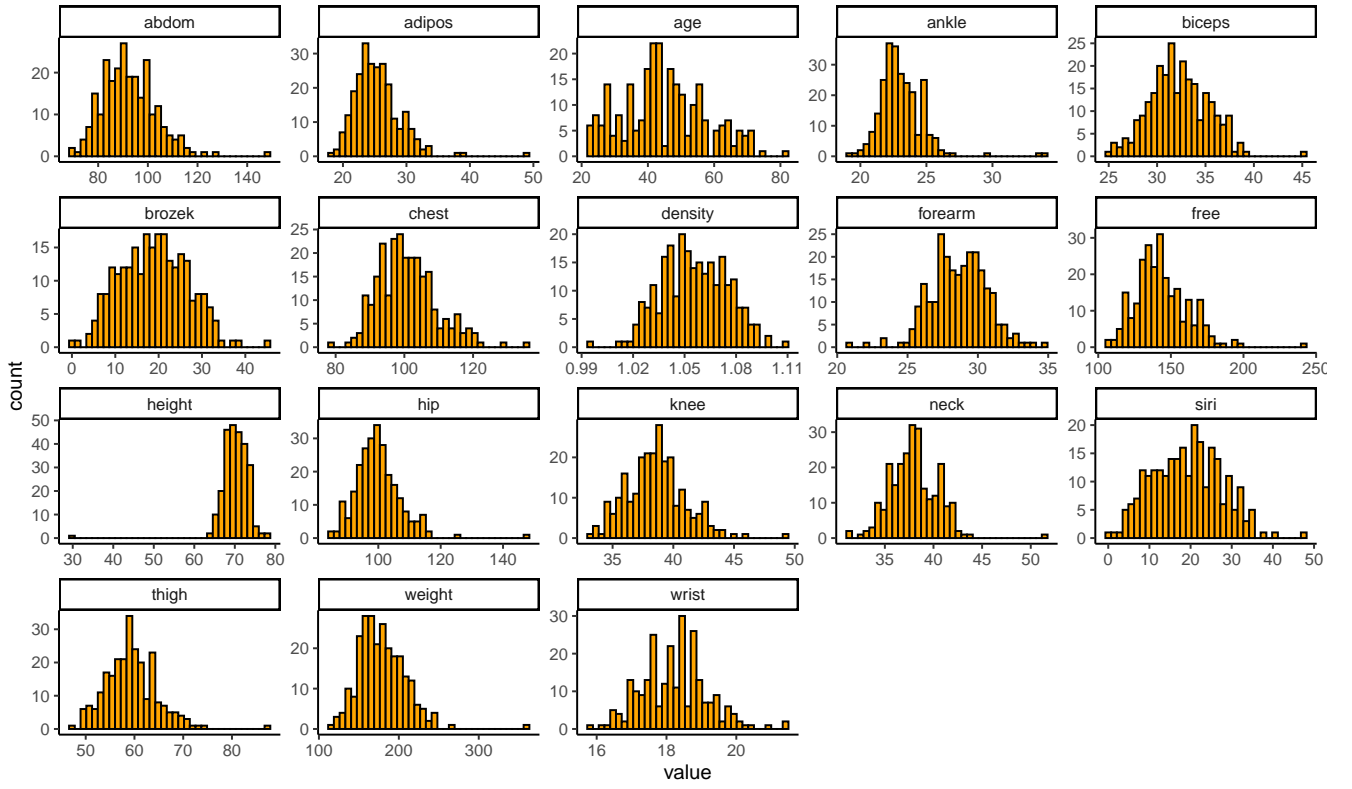 abdom adipos age ankle biceps
20 10 0 30 20 10 0 20 15 10 5 0 30 20 10 0 25 20 15 10 5 0
80 100 120 140 20 30 40 50 20 40 60 80 20 25 30 25 30 35 40 45
brozek chest density forearm free
15 10 5 0 25 20 15 10 5 0 20 15 10 5 0 25 20 15 10 5 0 30 20 10 0
0 10 20 30 40 80 100 120 0.99 1.02 1.05 1.08 1.11 20 25 30 35 100 150 200 250
count
height hip knee neck siri
50 40 30 20 10 0 30 20 10 0 20 10 0 30 20 10 0 20 15 10 5 0
30 40 50 60 70 80 100 120 140 35 40 45 50 35 40 45 50 0 10 20 30 40 50
thigh weight wrist
30 20 10 0 20 10 0 30 20 10 0
50 60 70 80 100 200 300 16 18 20
value